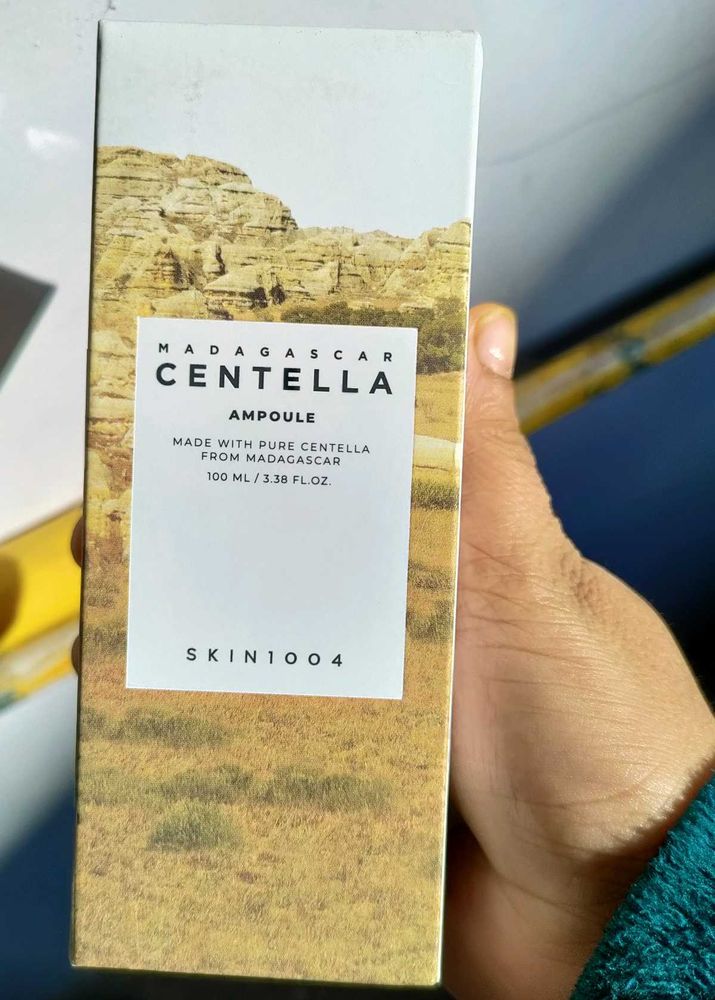 MADAGASCAR
CENTELLA
AMPOULE
MADE WITH PURE CENTELLA
FROM MADAGASCAR
100 ML / 3.38 FL.OZ.
SKIN1004